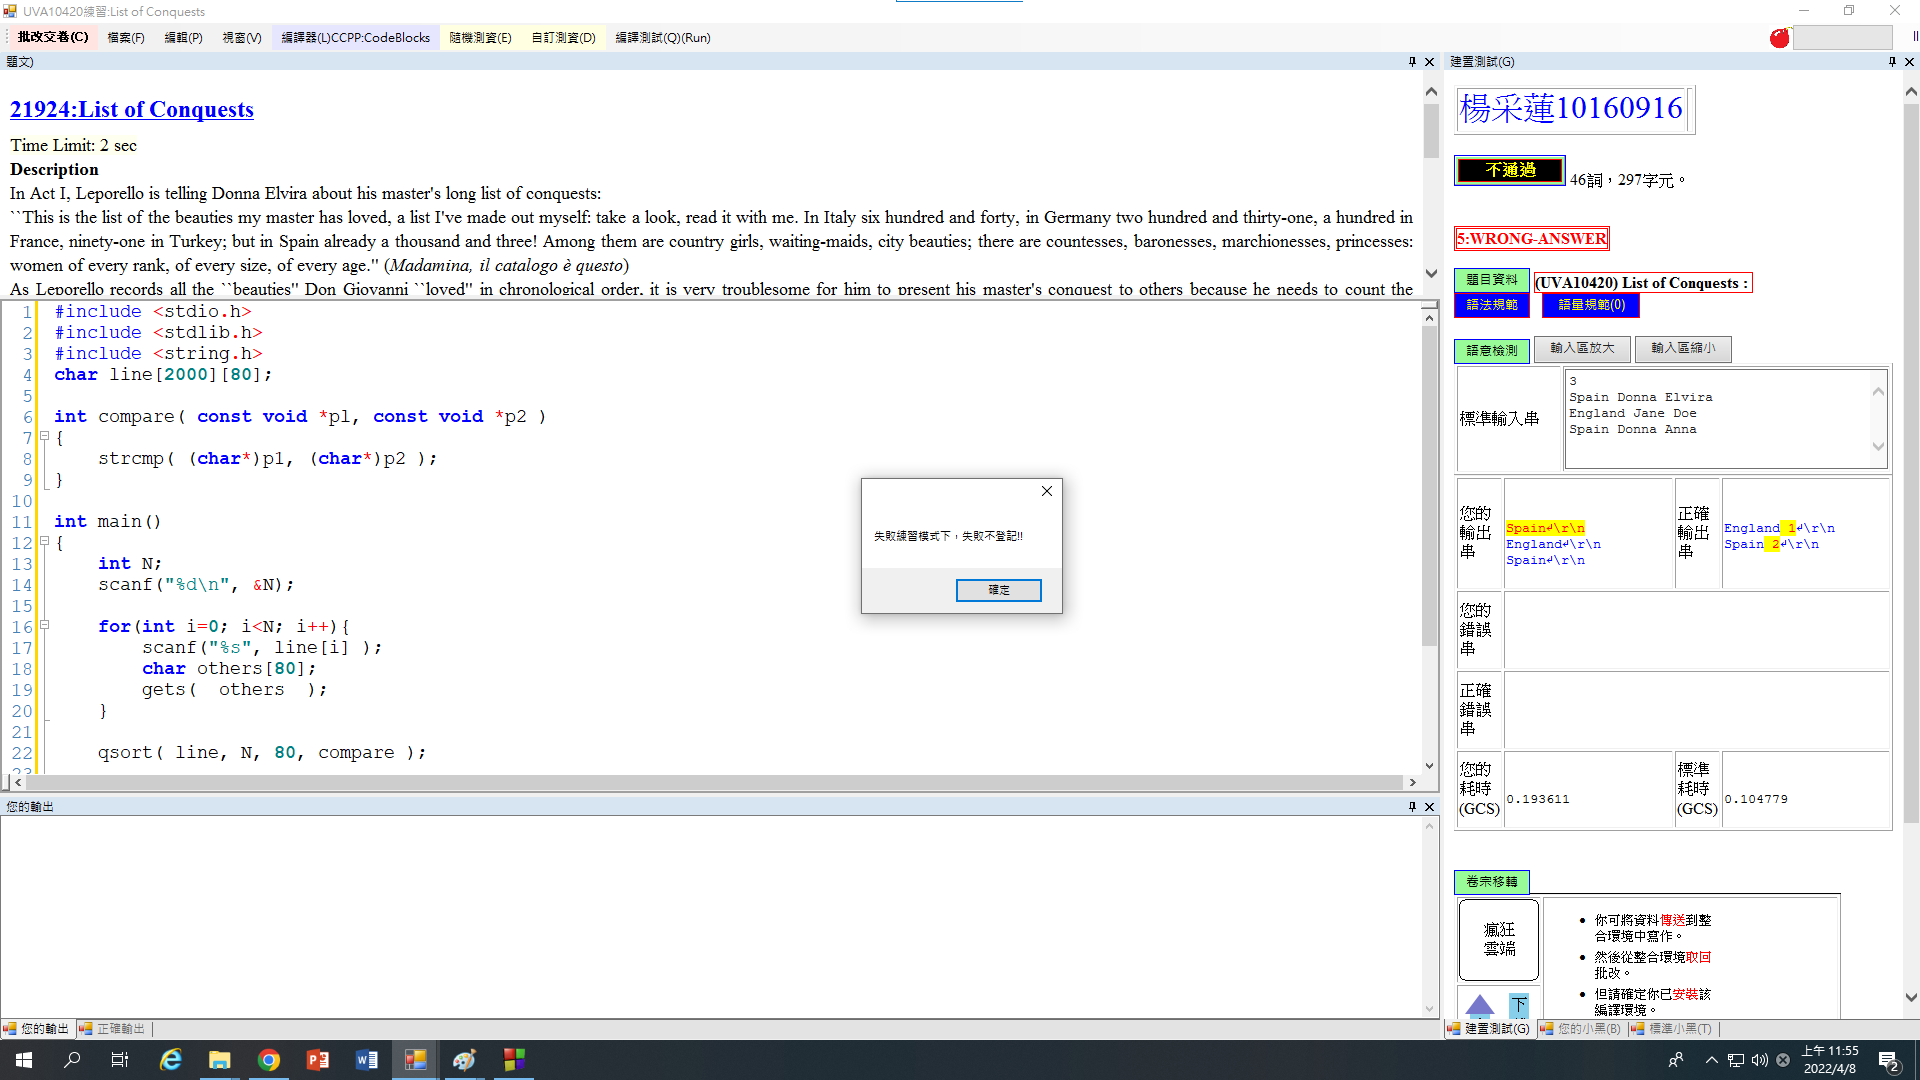 UVA10420練習:List of Conquests
批改交卷(C) 檔案(F) 編輯(P) 視窗(V) 編譯器(L)CCPP:CodeBlocks 隨機測資(E) 自訂測資(D) 編譯測試(Q)(Run)
題文)
21924:List of Conquests
Time Limit: 2 sec
Description
In Act I, Leporello is telling Donna Elvira about his master's long list of conquests:
``This is the list of the beauties my master has loved, a list I've made out myself: take a look, read it with me. In Italy six hundred and forty, in Germany two hundred and thirty-one, a hundred in
France, ninety-one in Turkey; but in Spain already a thousand and three! Among them are country girls, waiting-maids, city beauties; there are countesses, baronesses, marchionesses, princesses:
women of every rank, of every size, of every age.'' (Madamina, il catalogo è questo)
As Leporello records all the ``beauties'' Don Giovanni ``loved'' in chronological order, it is very troublesome for him to present his master's conquest to others because he needs to count the
1 #include <stdio.h>
2 #include <stdlib.h>
3 #include <string.h>
4 char line[2000][80];
5
6 int compare( const void *p1, const void *p2 )
7 {
8 strcmp( (char*)p1, (char*)p2 );
9 }
10
11 int main()
12 {
13 int N;
14 scanf("%d\n", &N);
15
16 for(int i=0; i<N; i++){
17 scanf("%s", line[i] );
18 char others[80];
19 gets( others );
20 }
21
22 qsort( line, N, 80, compare );
23
失敗練習模式下，失敗不登記!!
確定
您的輸出
您的輸出 正確輸出
建置測試(G)
楊采蓮10160916
不通過 46詞，297字元。
5:WRONG-ANSWER
題目資料 (UVA10420) List of Conquests :
語法規範 語量規範(0)
語意檢測 輸入區放大 輸入區縮小
標準輸入串
3
Spain Donna Elvira
England Jane Doe
Spain Donna Anna
您的輸出串
Spain↲\r\n
England↲\r\n
Spain↲\r\n
正確輸出串
England 1↲\r\n
Spain 2↲\r\n
您的錯誤串
正確錯誤串
您的耗時(GCS) 0.193611 標準耗時(GCS) 0.104779
卷宗移轉
瘋狂雲端
下
你可將資料傳送到整
合環境中寫作。
然後從整合環境取回
批改。
但請確定你已安裝該
編譯環境。
建置測試(G) 您的小黑(B) 標準小黑(T)
上午 11:55
2022/4/8
2